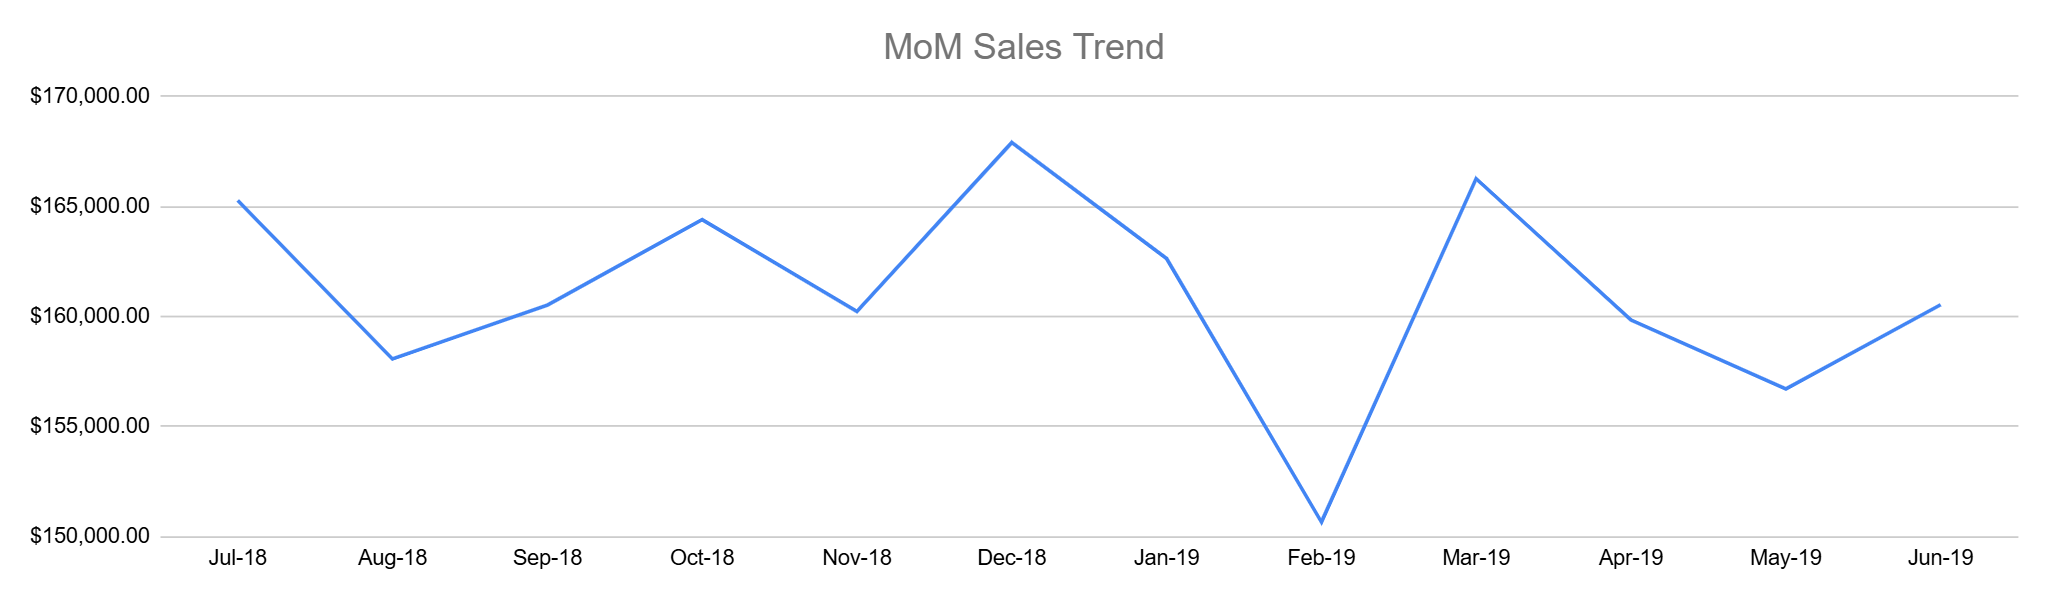 MoM Sales Trend
$170,000.00
$165,000.00
$160,000.00
$155,000.00
$150,000.00
Jul-18 Aug-18 Sep-18 Oct-18 Nov-18 Dec-18 Jan-19 Feb-19 Mar-19 Apr-19 May-19 Jun-19